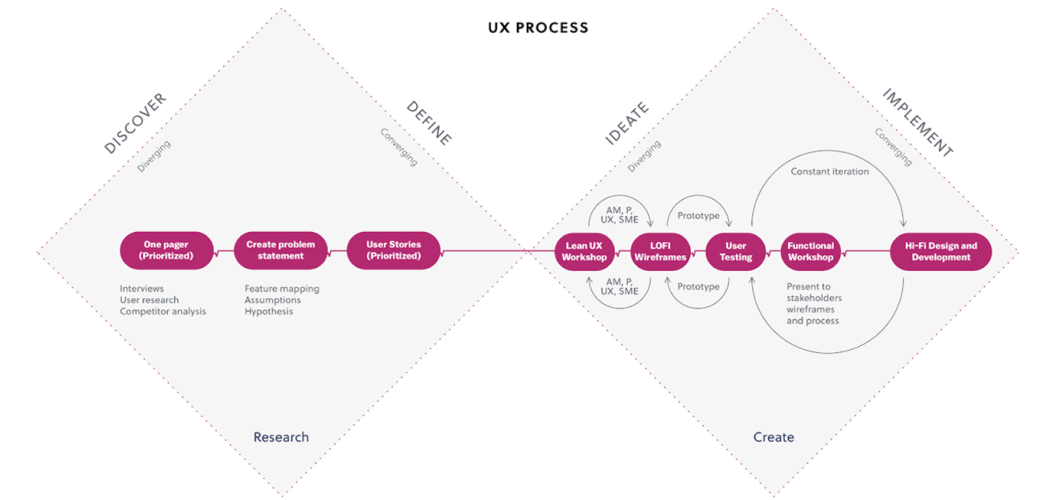 UX PROCESS
DISCOVER
Diverging
DEFINE
Converging
IDEATE
Diverging
IMPLEMENT
Converging
One pager
(Prioritized)
Interviews
User research
Competitor analysis
Create problem
statement
Feature mapping
Assumptions
Hypothesis
User Stories
(Prioritized)
Lean UX
Workshop
AM, P,
UX, SME
AM, P,
UX, SME
LOFI
Wireframes
Prototype
Prototype
User
Testing
Constant iteration
Functional
Workshop
Present to
stakeholders
wireframes
and process
Hi-Fi Design and
Development
Research
Create